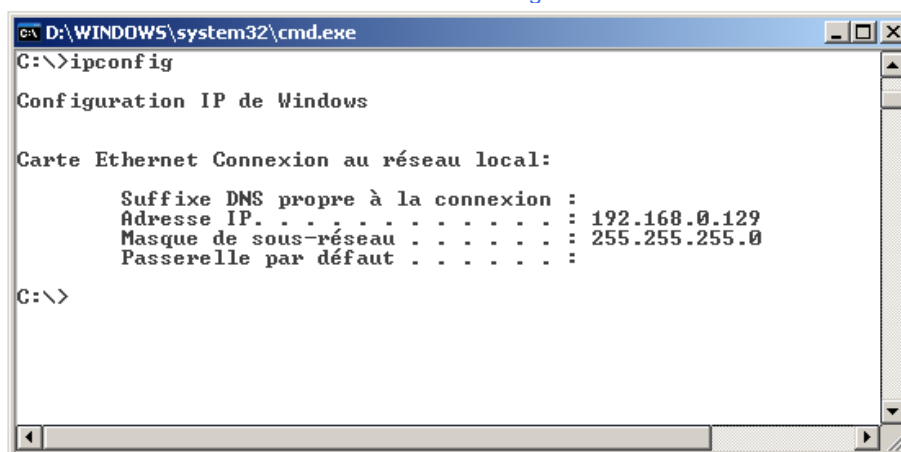 D:\WINDOWS\system32\cmd.exe
C:\>ipconfig
Configuration IP de Windows
Carte Ethernet Connexion au réseau local:
Suffixe DNS propre à la connexion :
Adresse IP. . . . . . . . . . . . : 192.168.0.129
Masque de sous-réseau . . . . . . : 255.255.255.0
Passerelle par défaut . . . . . . :
C:\>